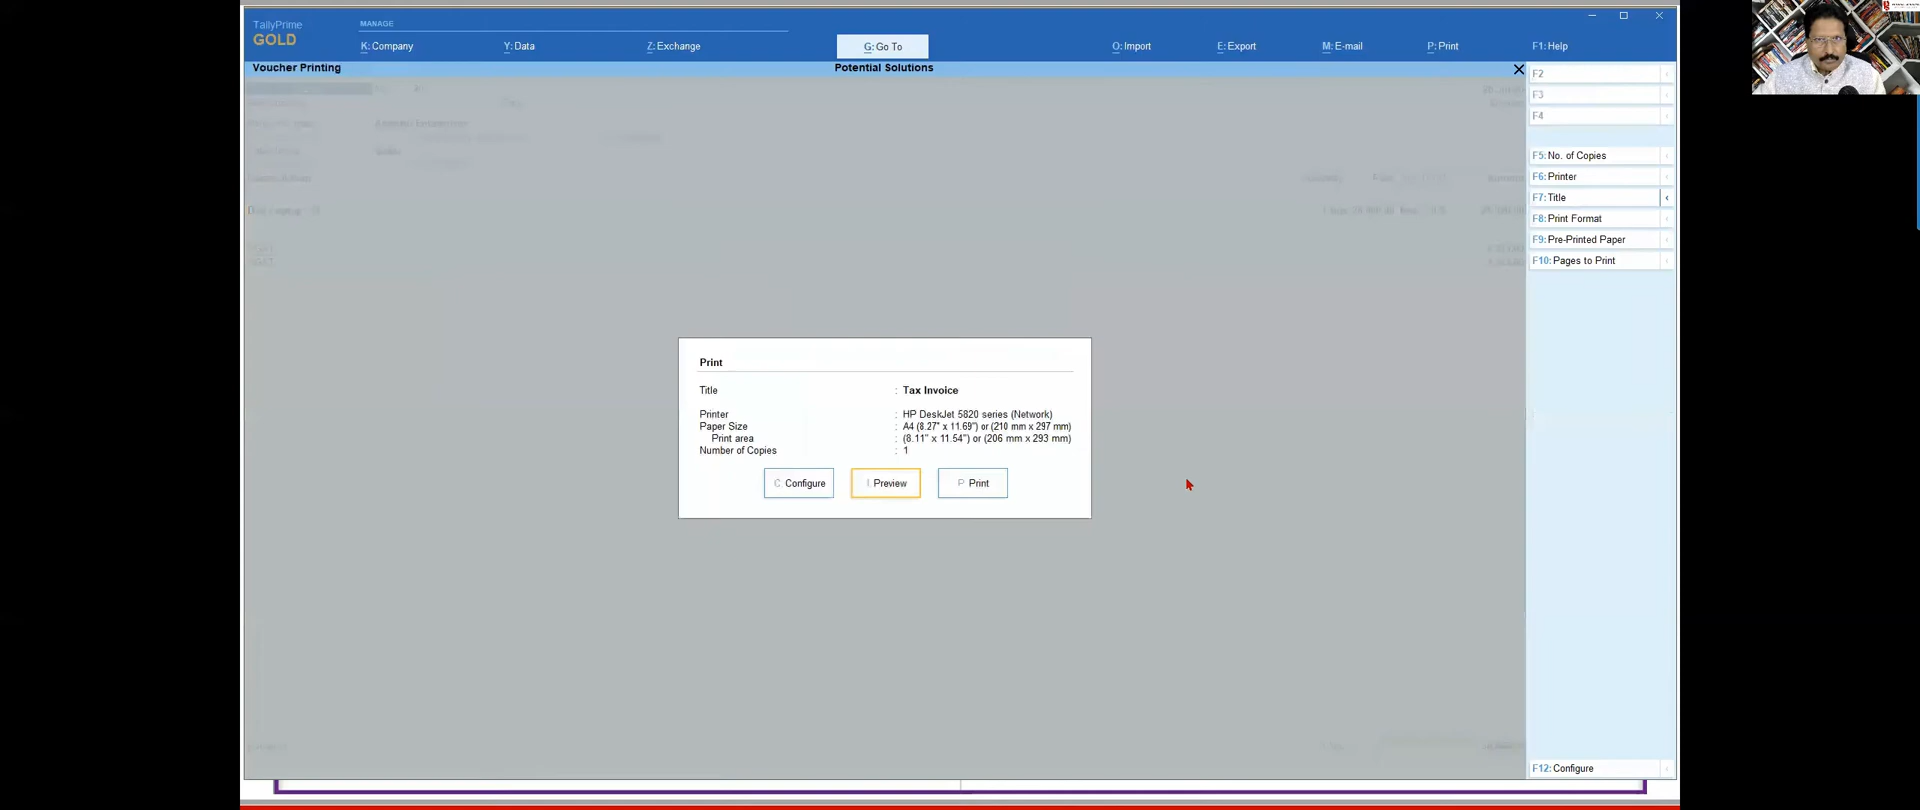 TallyPrime
GOLD
MANAGE
K: Company
Y: Data
Z: Exchange
G: Go To
O: Import
E: Export
M: E-mail
P: Print
F1: Help
Voucher Printing
Potential Solutions
F2
F3
F4
F5: No. of Copies
F6: Printer
F7: Title
F8: Print Format
F9: Pre-Printed Paper
F10: Pages to Print
Print
Title : Tax Invoice
Printer : HP DeskJet 5820 series (Network)
Paper Size : A4 (8.27" x 11.69") or (210 mm x 297 mm)
Print area : (8.11" x 11.54") or (206 mm x 293 mm)
Number of Copies : 1
C: Configure
I: Preview
P: Print
F12: Configure